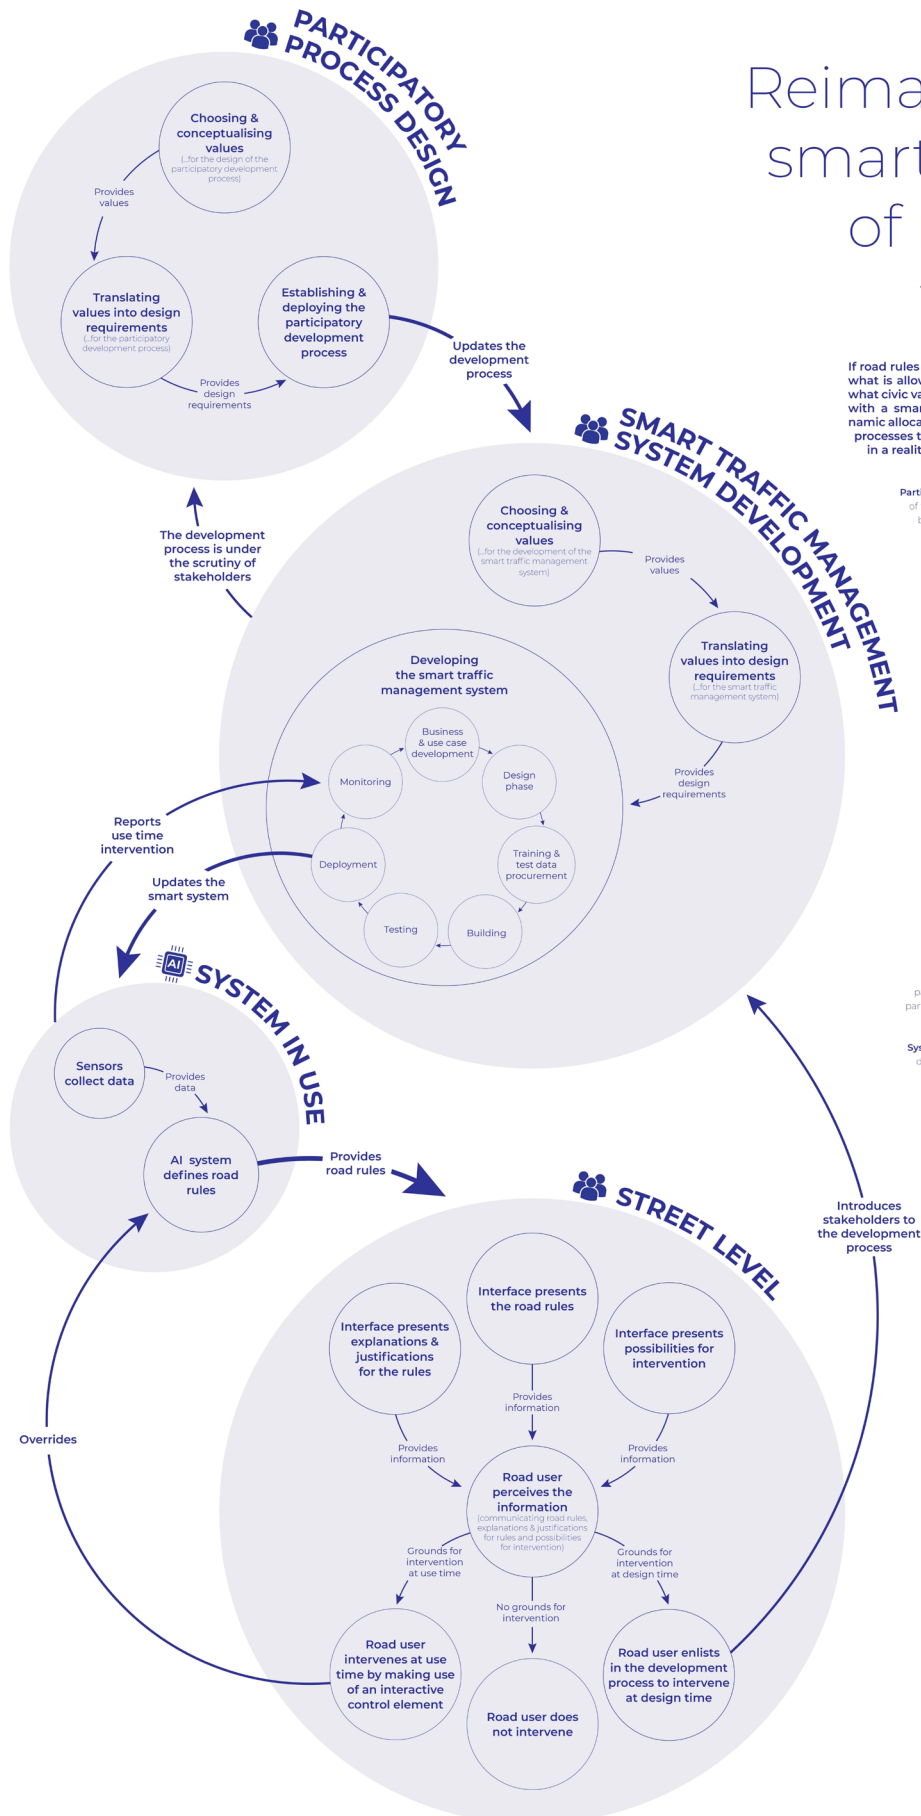 PARTICIPATORY
PROCESS DESIGN
Choosing &
conceptualising
values
(...for the design of the
participatory development
process)
Provides
values
Translating
values into design
requirements
(...for the participatory
development process)
Provides
design
requirements
Establishing &
deploying the
participatory
development
process
Updates the
development
process
Reima
smart
of
If road rules
what is allow
what civic va
with a smar
namic alloca
processes t
in a realit
Parti
of
b
SMART TRAFFIC MANAGEMENT
SYSTEM DEVELOPMENT
The development
process is under
the scrutiny of
stakeholders
Choosing &
conceptualising
values
(...for the development of the
smart traffic management
system)
Provides
values
Translating
values into design
requirements
(...for the smart traffic
management system)
Provides
design
requirements
Developing
the smart traffic
management system
Business
& use case
development
Design
phase
Training &
test data
procurement
Building
Testing
Deployment
Monitoring
Reports
use time
intervention
Updates the
smart system
p
par
Sys
d
AI
SYSTEM IN USE
Sensors
collect data
Provides
data
AI system
defines road
rules
Provides
road rules
STREET LEVEL
Introduces
stakeholders to
the development
process
Interface presents
explanations &
justifications
for the rules
Interface presents
the road rules
Interface presents
possibilities for
intervention
Provides
information
Provides
information
Provides
information
Overrides
Road user
perceives the
information
(communicating road rules,
explanations & justifications
for rules and possibilities
for intervention)
Grounds for
intervention
at use time
No grounds for
intervention
Grounds for
intervention
at design time
Road user
intervenes at use
time by making use
of an interactive
control element
Road user does
not intervene
Road user enlists
in the development
process to intervene
at design time